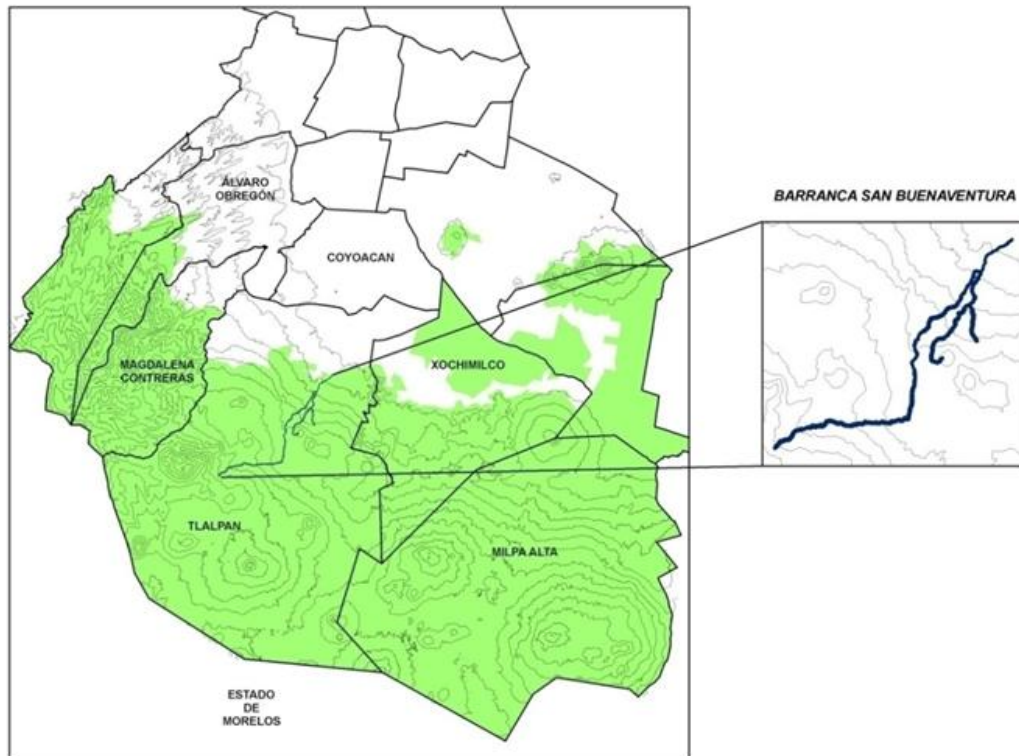 ÁLVARO
OBREGÓN
BARRANCA SAN BUENAVENTURA
COYOACAN
MAGDALENA
CONTRERAS
XOCHIMILCO
TLALPAN
MILPA ALTA
ESTADO
DE
MORELOS